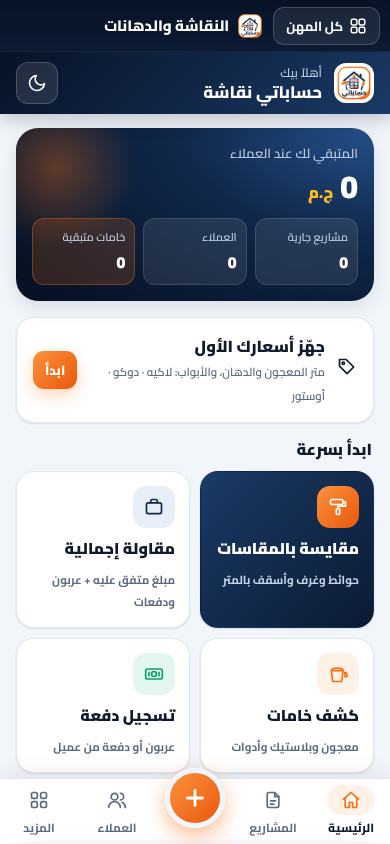 كل المهن
النقاشة والدهانات
حساباتي
أهلاً بيك
حساباتي نقاشة
حساباتي
المتبقي لك عند العملاء
0 ج.م
مشاريع جارية
0
العملاء
0
خامات متبقية
0
جهّز أسعارك الأول
متر المعجون والدهان، والأبواب: لاكيه · دوكو ·
أوستور
ابدأ
ابدأ بسرعة
مقايسة بالمقاسات
حوائط وغرف وأسقف بالمتر
مقاولة إجمالية
مبلغ متفق عليه + عربون
ودفعات
كشف خامات
معجون وبلاستيك وأدوات
تسجيل دفعة
عربون أو دفعة من عميل
الرئيسية
المشاريع
العملاء
المزيد